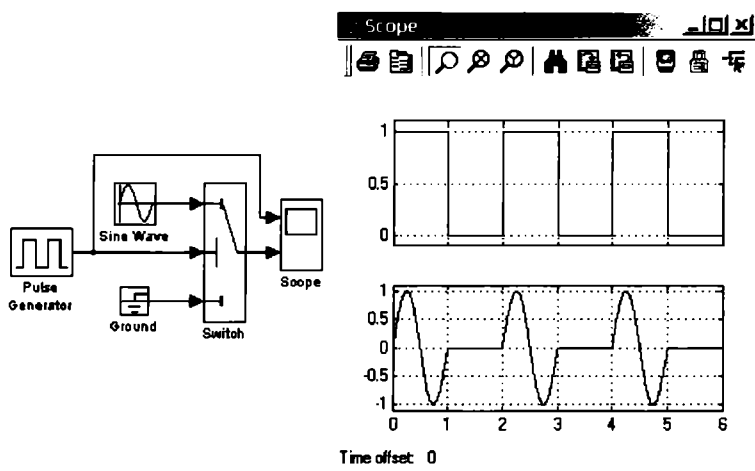 Scope
Sine Wave
Pulse
Generator
Ground
Switch
Scope
1
0.5
0
1
0.5
0
-0.5
-1
0 1 2 3 4 5 6
Time offset: 0